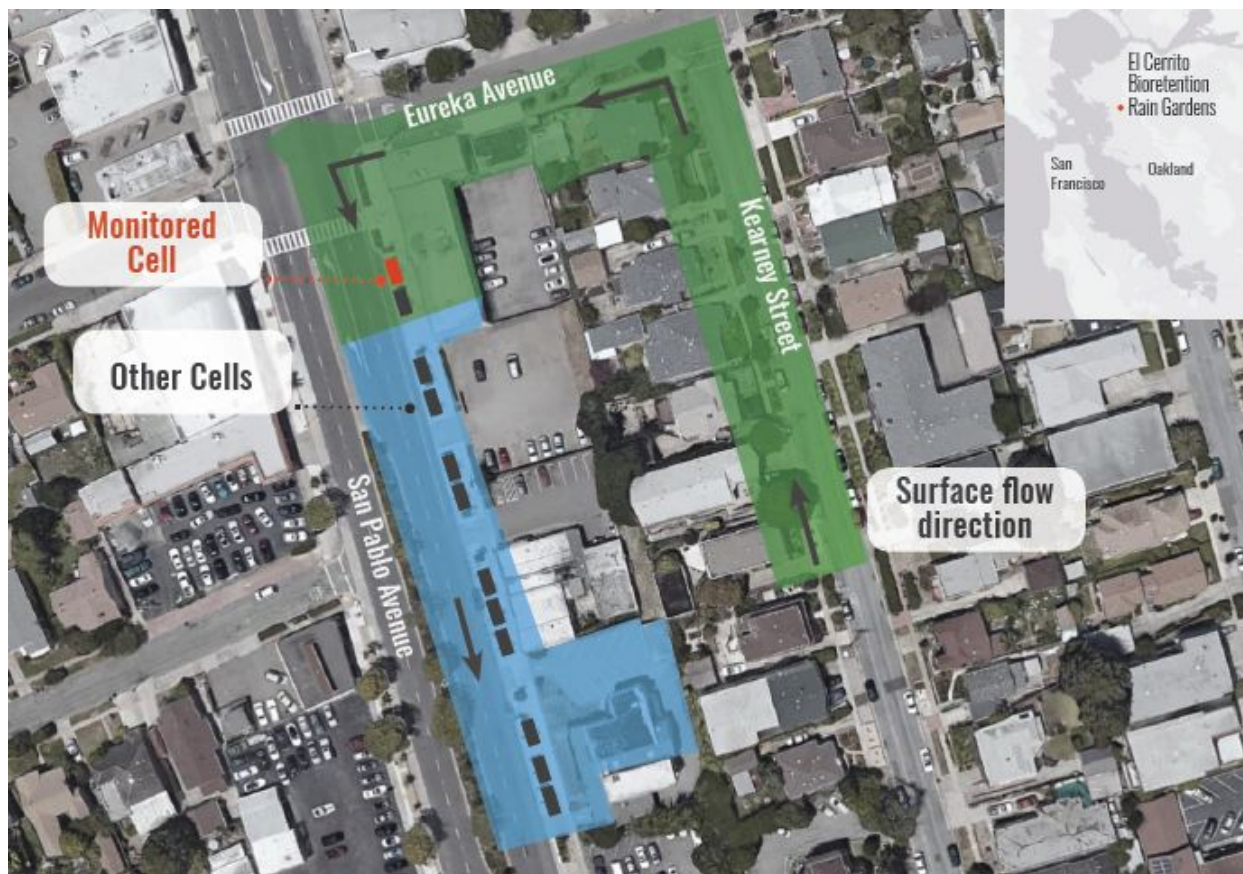 Eureka Avenue
El Cerrito
Bioretention
Rain Gardens
San
Francisco
Oakland
Monitored
Cell
Kearney Street
Other Cells
San Pablo Avenue
Surface flow
direction